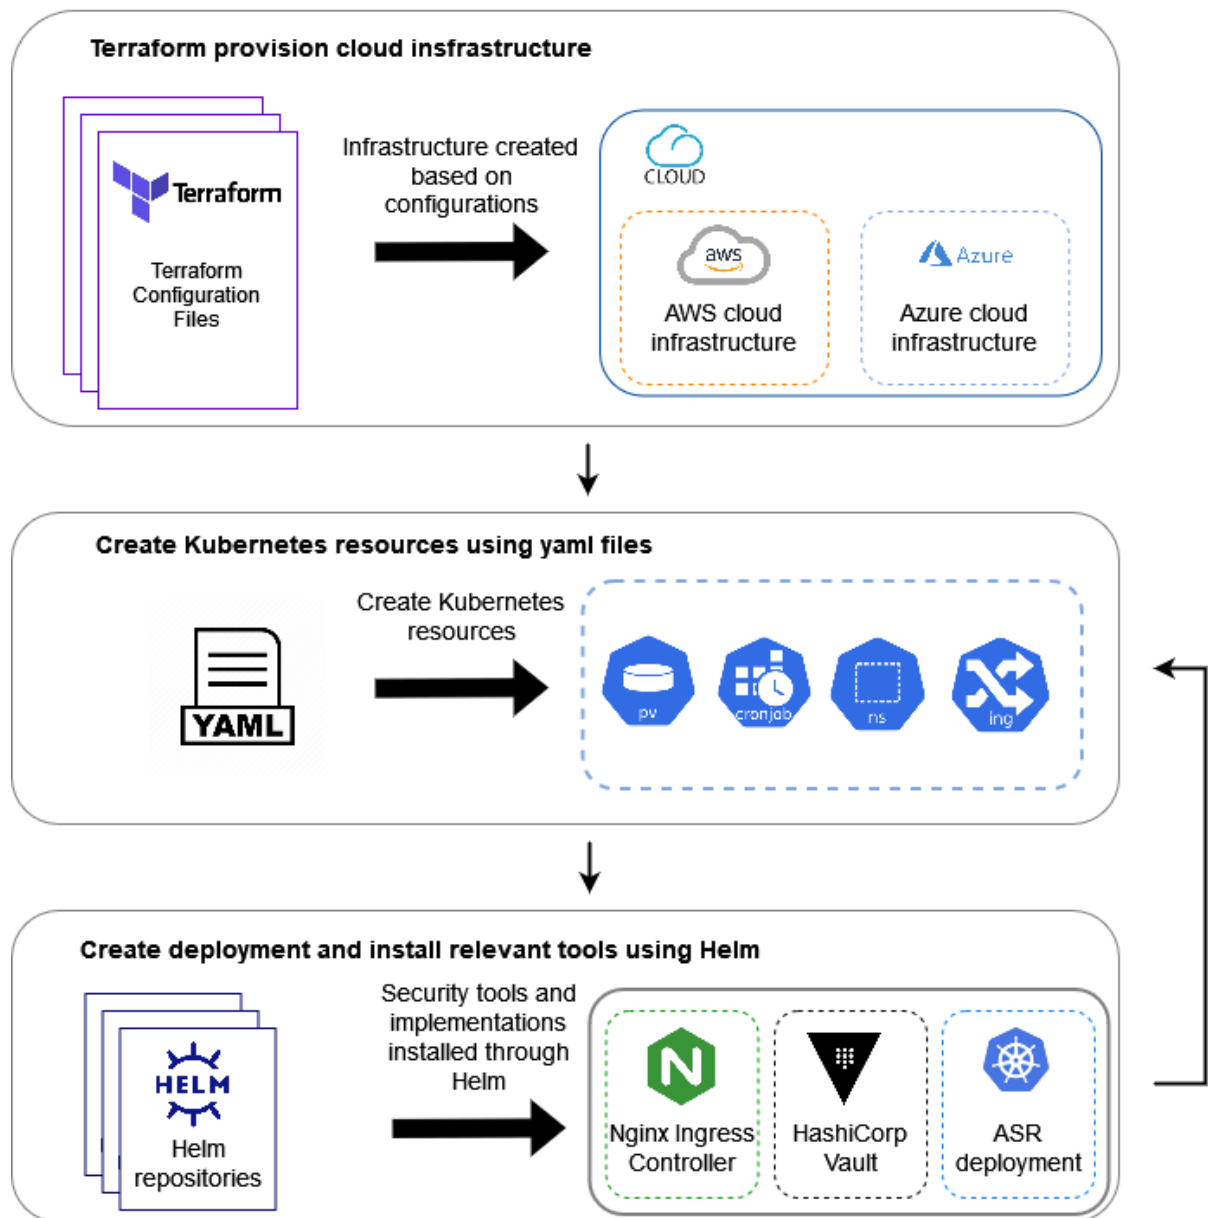 Terraform provision cloud insfrastructure
Terraform
Terraform
Configuration
Files
Infrastructure created
based on
configurations
CLOUD
aws
AWS cloud
infrastructure
Azure
Azure cloud
infrastructure
Create Kubernetes resources using yaml files
YAML
Create Kubernetes
resources
pv
cronjob
ns
ing
Create deployment and install relevant tools using Helm
HELM
Helm
repositories
Security tools and
implementations
installed through
Helm
Nginx Ingress
Controller
HashiCorp
Vault
ASR
deployment